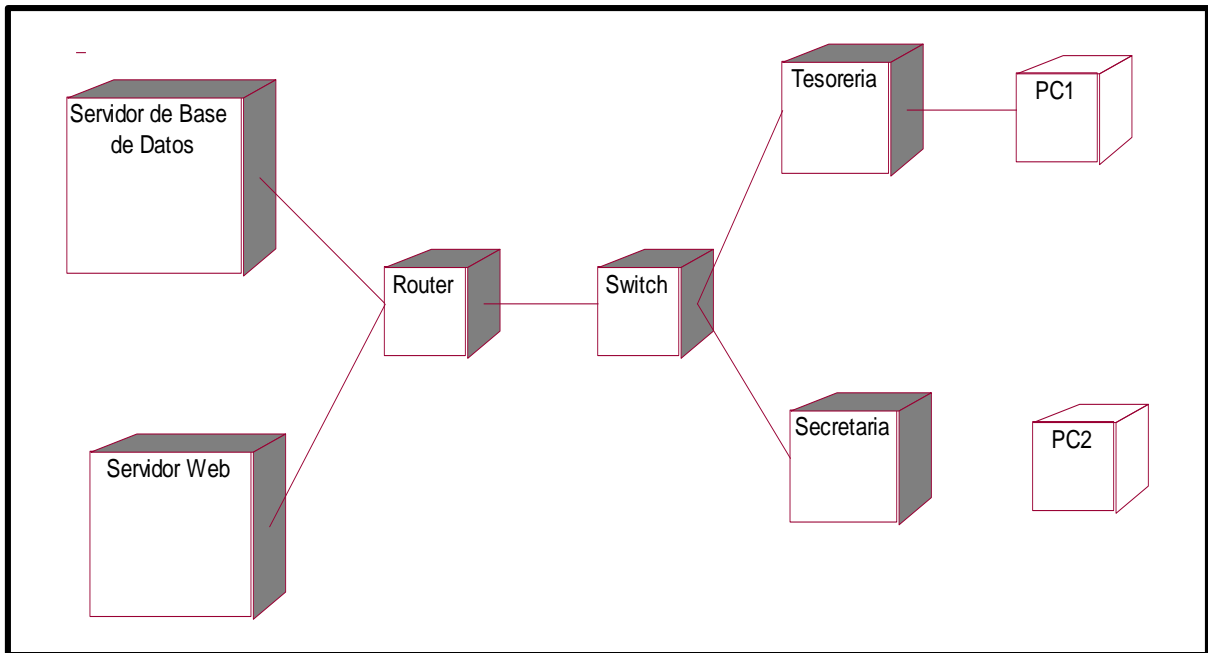 Servidor de Base
de Datos
Tesoreria
PC1
Router
Switch
Servidor Web
Secretaria
PC2